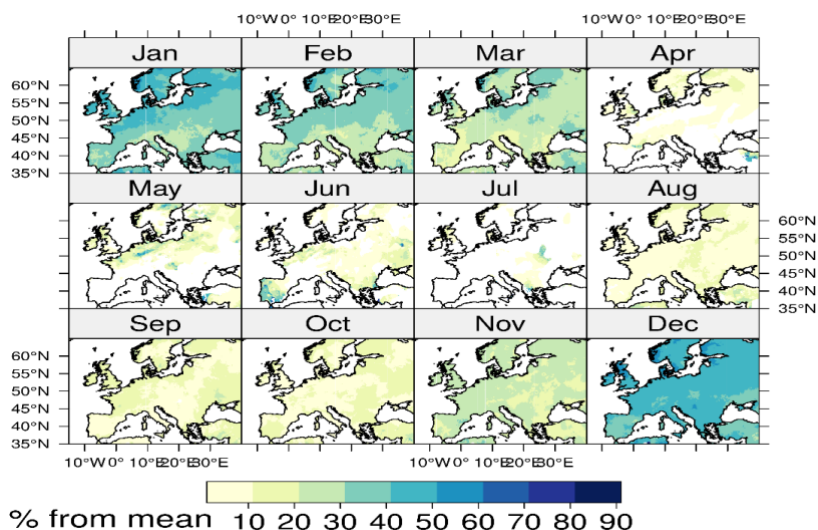 10°W 0° 10°E 20°E 30°E 10°W 0° 10°E 20°E 30°E
Jan Feb Mar Apr
60°N
55°N
50°N
45°N
40°N
35°N
May Jun Jul Aug
60°N
55°N
50°N
45°N
40°N
35°N
Sep Oct Nov Dec
60°N
55°N
50°N
45°N
40°N
35°N
10°W 0° 10°E 20°E 30°E 10°W 0° 10°E 20°E 30°E
% from mean 10 20 30 40 50 60 70 80 90